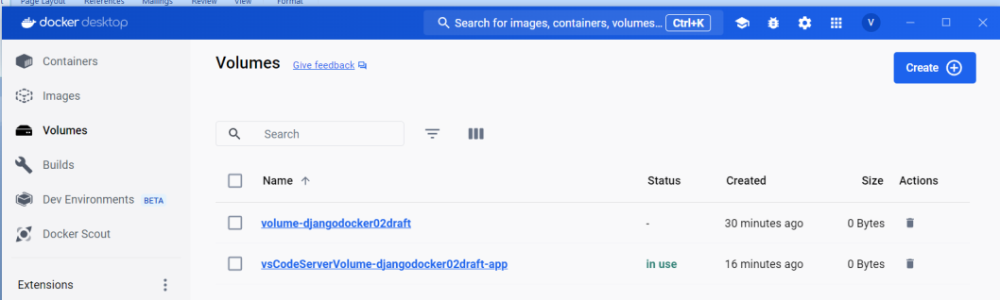 Page Layout References Mailings Review View Format
docker desktop Search for images, containers, volumes... Ctrl+K V
Containers
Images
Volumes
Builds
Dev Environments BETA
Docker Scout
Extensions
Volumes Give feedback
Create
Search
Name Status Created Size Actions
volume-djangodocker02draft - 30 minutes ago 0 Bytes
vsCodeServerVolume-djangodocker02draft-app in use 16 minutes ago 0 Bytes